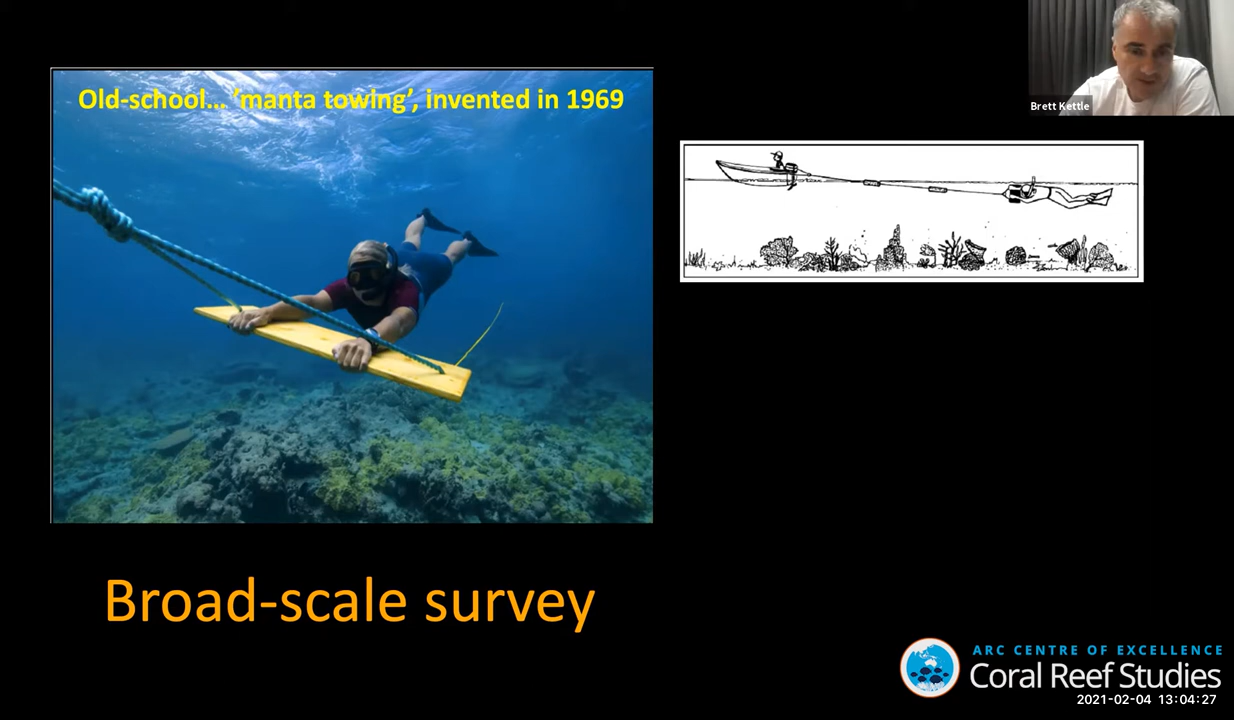 Old-school... 'manta towing', invented in 1969
Brett Kettle
Broad-scale survey
ARC CENTRE OF EXCELLENCE
Coral Reef Studies
2021-02-04 13:04:27